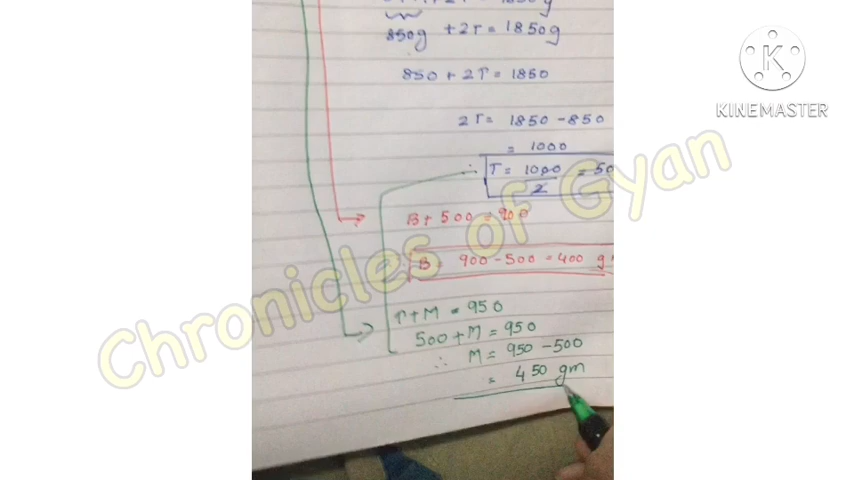 850g + 2T = 1850g
850 + 2T = 1850
2T = 1850 - 850
= 1000
∴ T = 1000/2 = 50
B + 500 = 900
∴ B = 900 - 500 = 400 g
T + M = 950
500 + M = 950
∴ M = 950 - 500
= 450 gm
Chronicles of Gyan
K
KINEMASTER